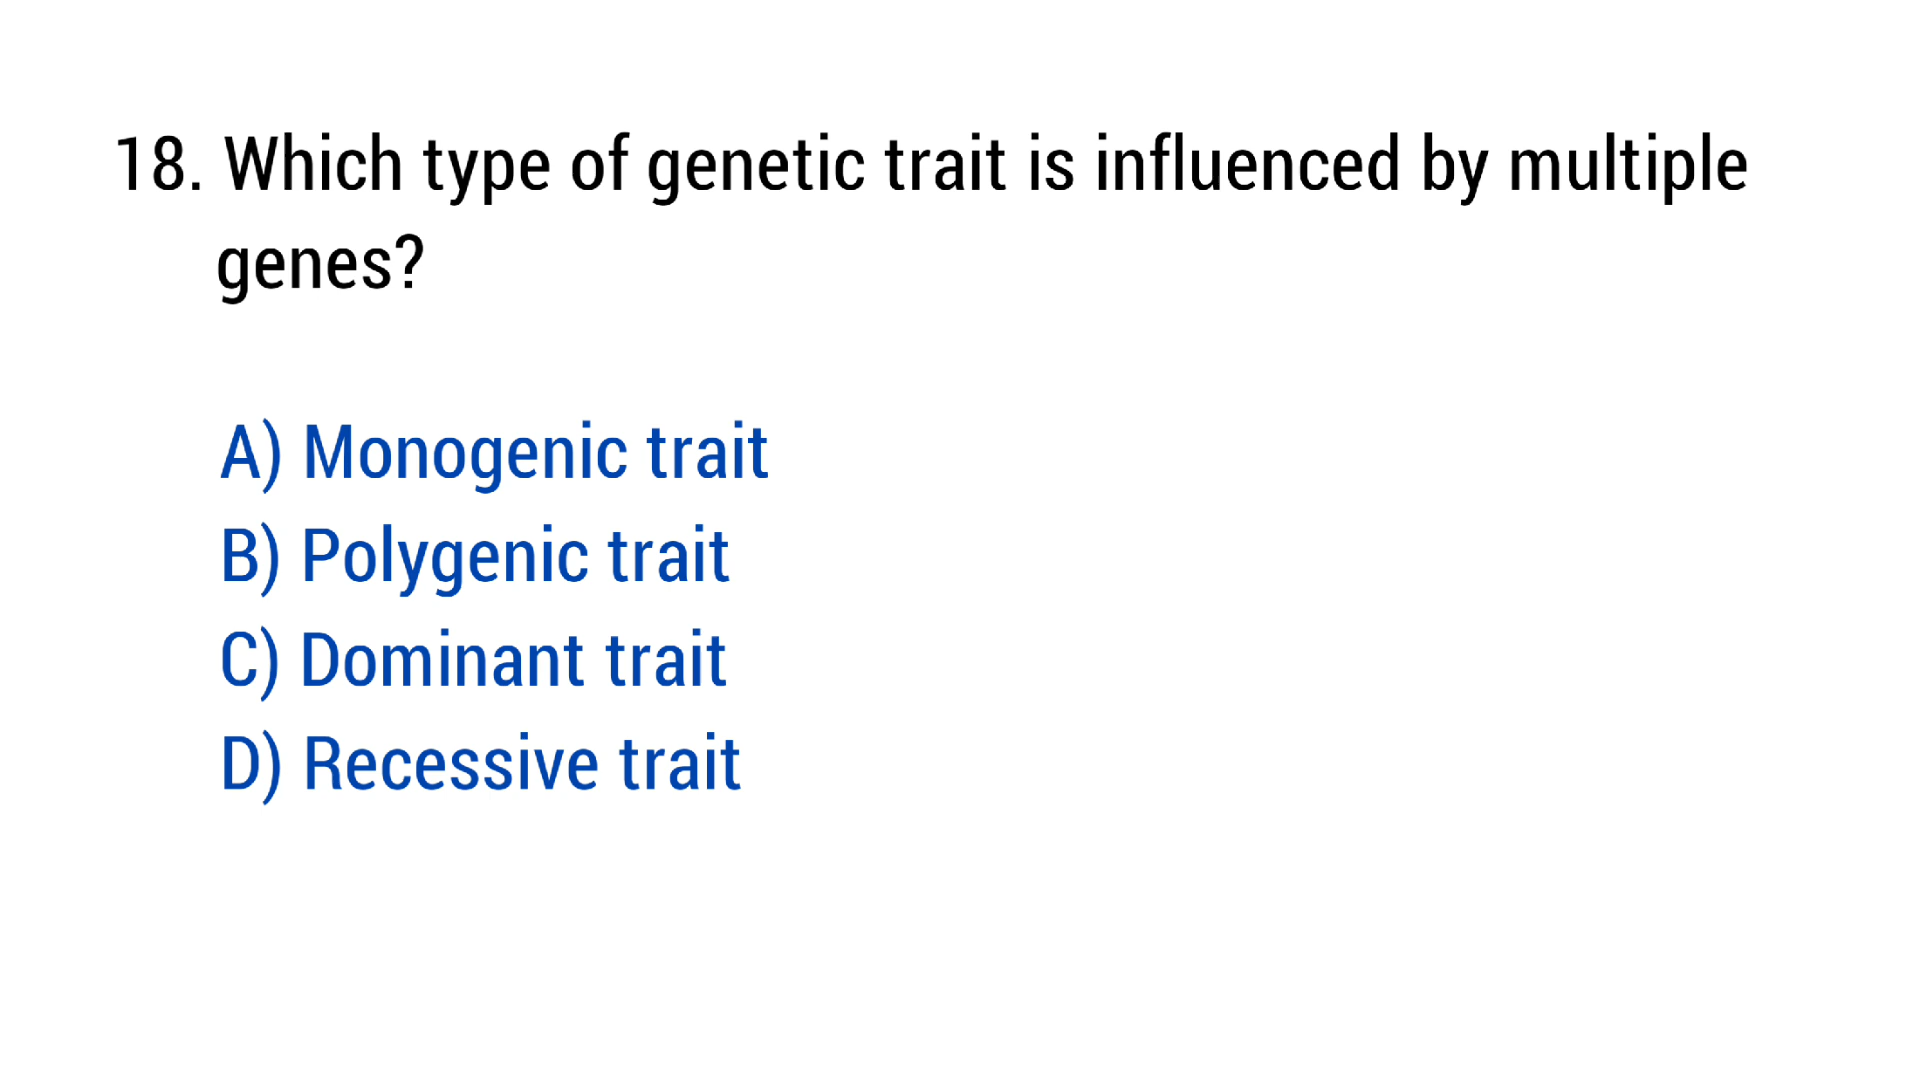 18. Which type of genetic trait is influenced by multiple
genes?
A) Monogenic trait
B) Polygenic trait
C) Dominant trait
D) Recessive trait